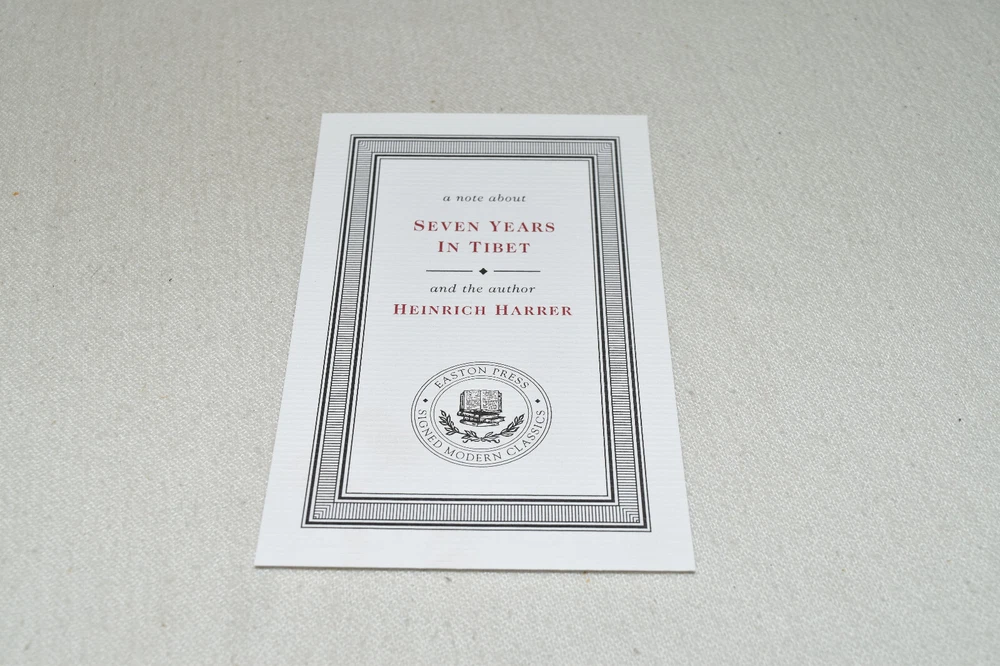 a note about
SEVEN YEARS
IN TIBET
and the author
HEINRICH HARRER
EASTON PRESS
SIGNED MODERN CLASSICS